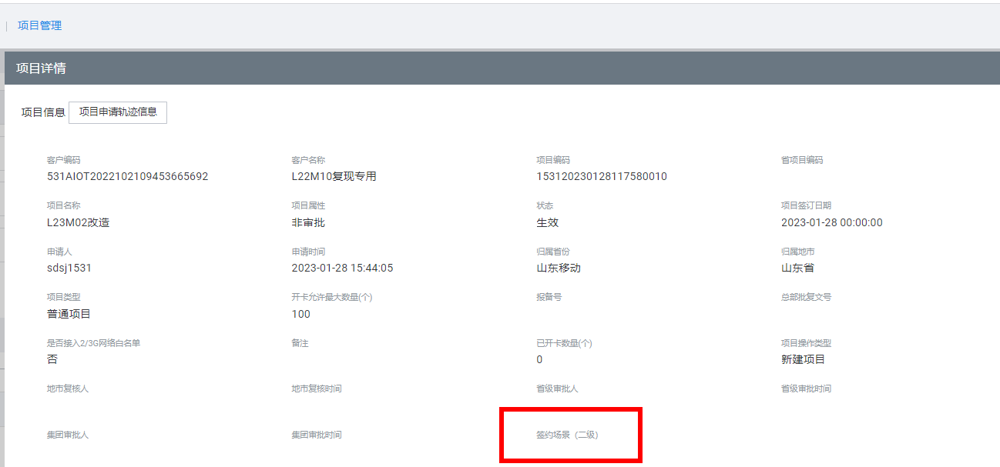 项目管理
项目详情
项目信息 项目申请轨迹信息
客户编码 客户名称 项目编码 省项目编码
531AIOT2022102109453665692 L22M10复现专用 153120230128117580010
项目名称 项目属性 状态 项目签订日期
L23M02改造 非审批 生效 2023-01-28 00:00:00
申请人 申请时间 归属省份 归属地市
sdsj1531 2023-01-28 15:44:05 山东移动 山东省
项目类型 开卡允许最大数量(个) 报备号 总部批复文号
普通项目 100
是否接入2/3G网络白名单 备注 已开卡数量(个) 项目操作类型
否 0 新建项目
地市复核人 地市复核时间 省级审批人 省级审批时间
集团审批人 集团审批时间 签约场景（二级）